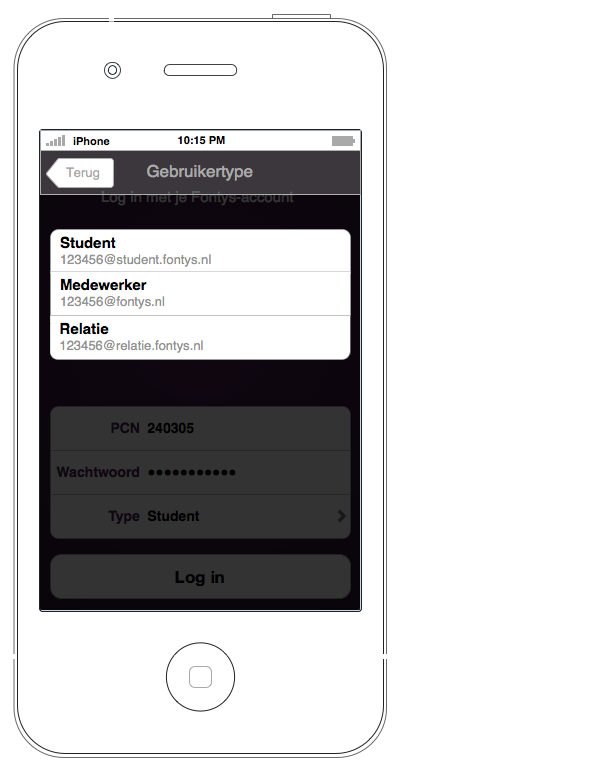 iPhone 10:15 PM
Terug Gebruikertype
Log in met je Fontys-account
Student
123456@student.fontys.nl
Medewerker
123456@fontys.nl
Relatie
123456@relatie.fontys.nl
PCN 240305
Wachtwoord ●●●●●●●●●●●
Type Student
Log in